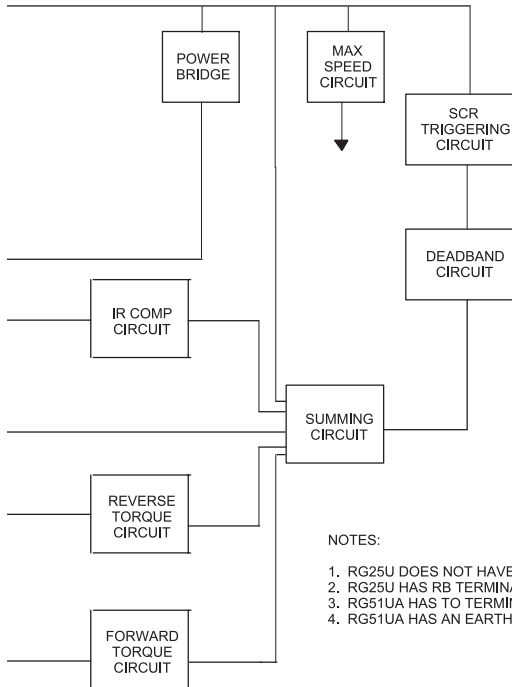 POWER
BRIDGE
MAX
SPEED
CIRCUIT
SCR
TRIGGERING
CIRCUIT
DEADBAND
CIRCUIT
IR COMP
CIRCUIT
SUMMING
CIRCUIT
REVERSE
TORQUE
CIRCUIT
NOTES:
1. RG25U DOES NOT HAVE
2. RG25U HAS RB
3. RG51UA HAS TO
4. RG51UA HAS AN EARTH
FORWARD
TORQUE
CIRCUIT